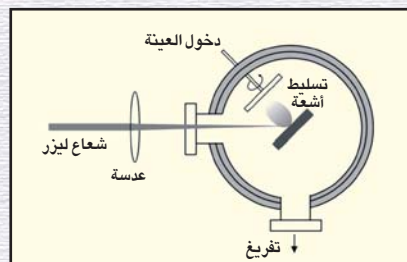 دخول العينة
تسليط
أشعة
شعاع ليزر
عدسة
تفريغ